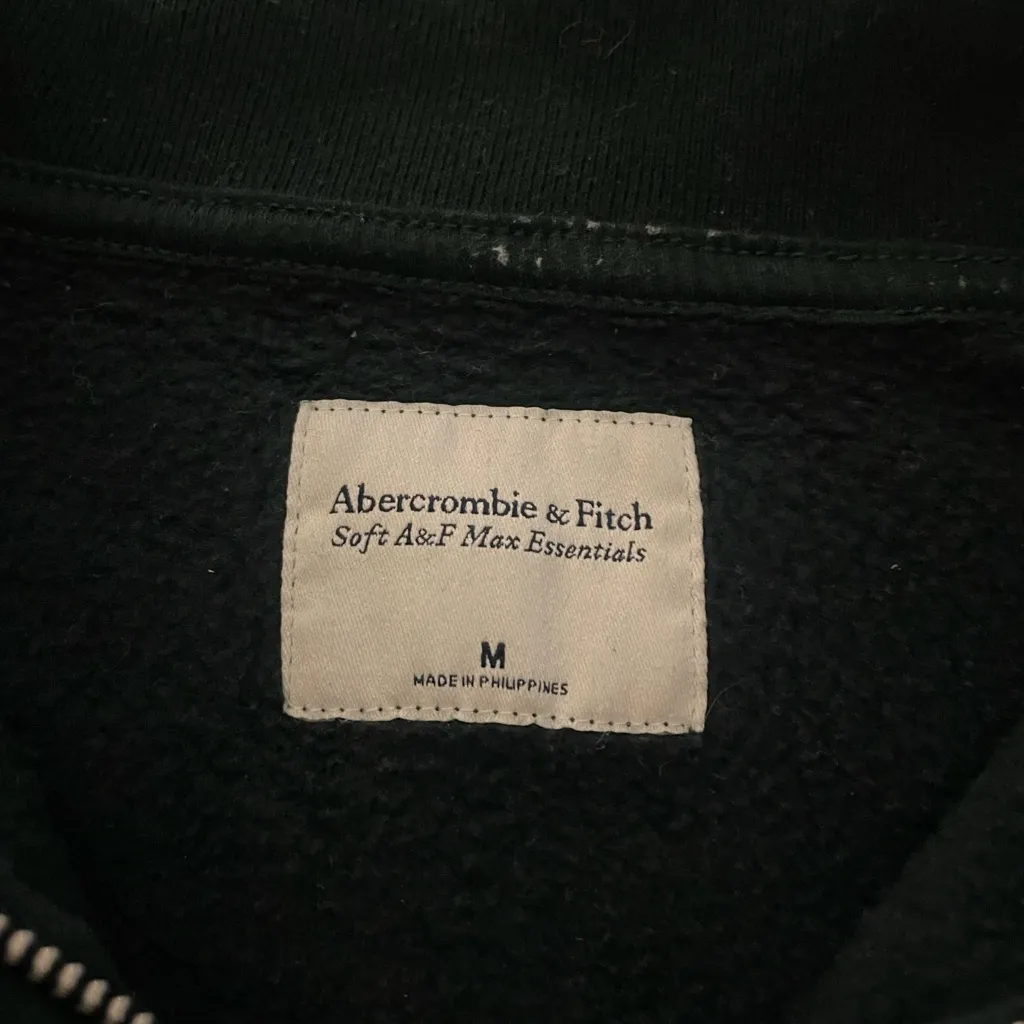 Abercrombie & Fitch
Soft A&F Max Essentials
M
MADE IN PHILIPPINES